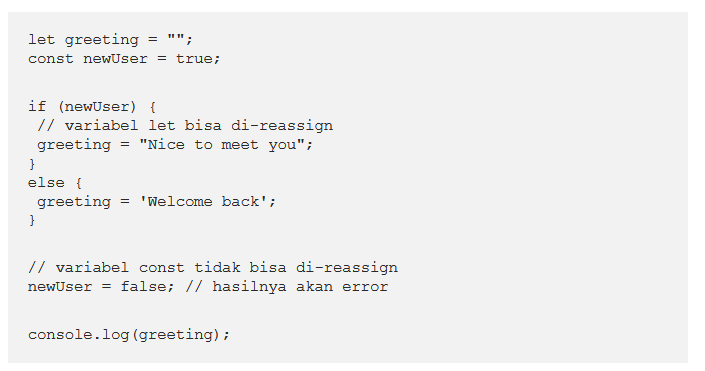 let greeting = "";
const newUser = true;
if (newUser) {
// variabel let bisa di-reassign
greeting = "Nice to meet you";
}
else {
greeting = 'Welcome back';
}
// variabel const tidak bisa di-reassign
newUser = false; // hasilnya akan error
console.log(greeting);